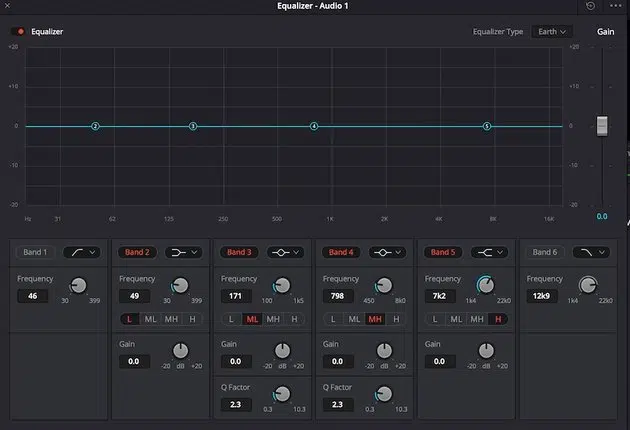 Equalizer - Audio 1
Equalizer
Equalizer Type Earth Gain
+20 +20
+10 +10
0 2 3 4 5 0
-10 -10
-20 -20
Hz 31 62 125 250 500 1K 2K 4K 8K 16K
0.0
Band 1 Band 2 Band 3 Band 4 Band 5 Band 6
Frequency Frequency Frequency Frequency Frequency Frequency
46 49 171 798 7k2 12k9
30 399 30 399 100 1k5 450 8k0 1k4 22k0 1k4 22k0
L ML MH H L ML MH H L ML MH H L ML MH H
Gain Gain Gain Gain
0.0 0.0 0.0 0.0
-20 dB +20 -20 dB +20 -20 dB +20 -20 dB +20
Q Factor Q Factor
2.3 2.3
0.3 10.3 0.3 10.3